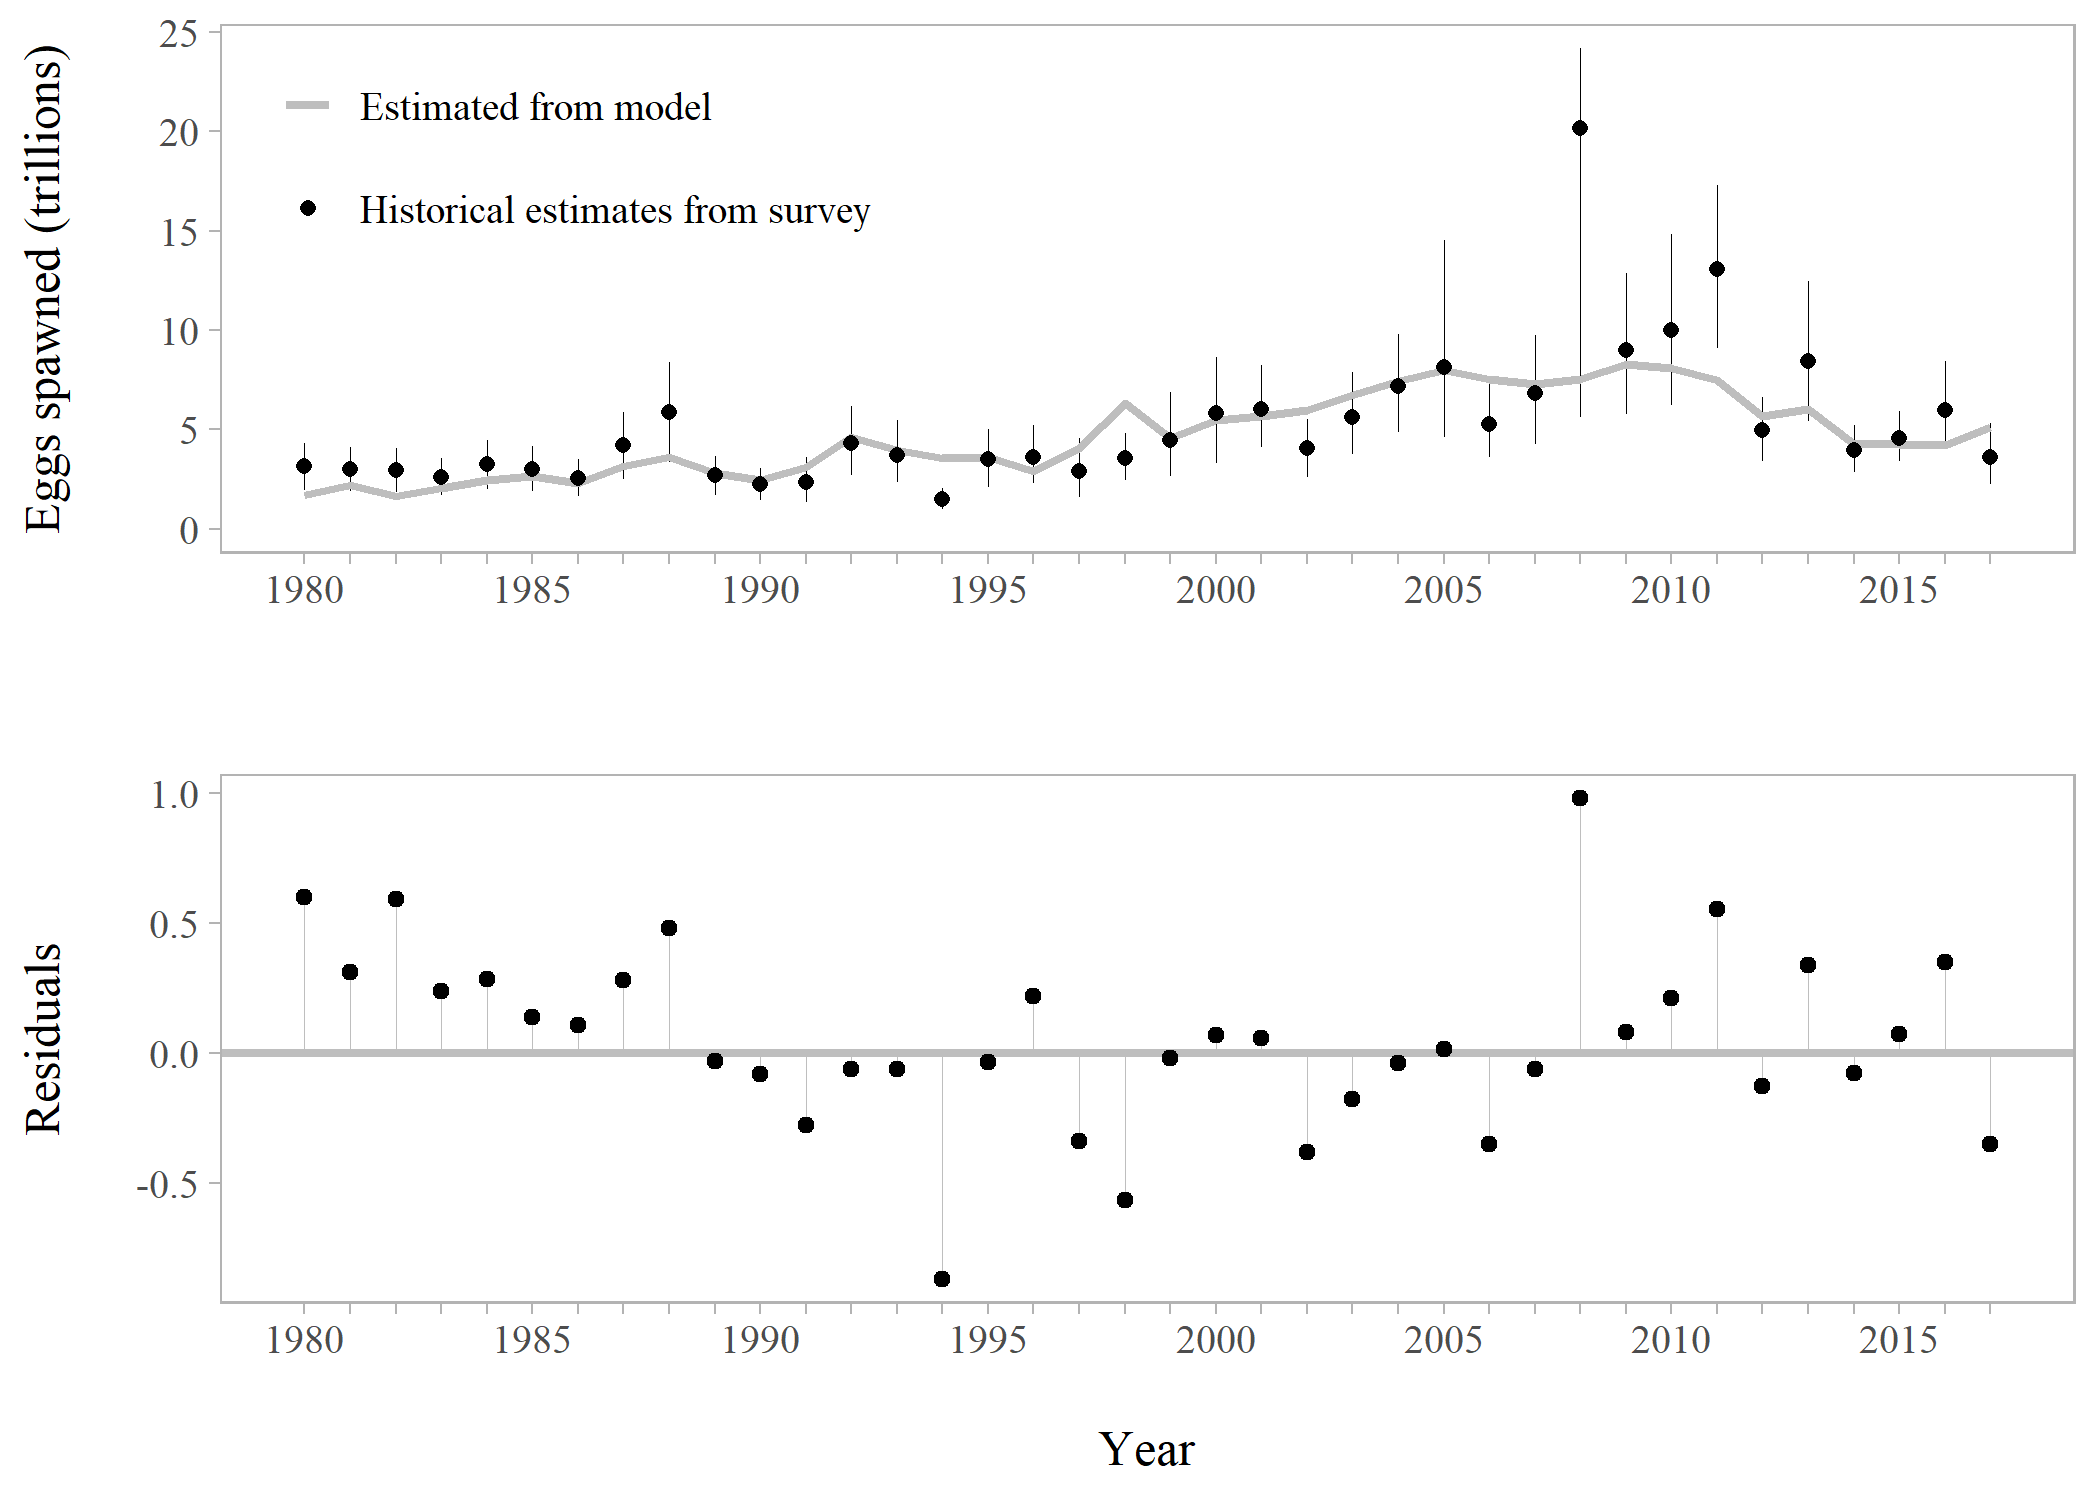 Eggs spawned (trillions)
25
20
15
10
5
0
Estimated from model
Historical estimates from survey
1980 1985 1990 1995 2000 2005 2010 2015
Residuals
1.0
0.5
0.0
-0.5
1980 1985 1990 1995 2000 2005 2010 2015
Year